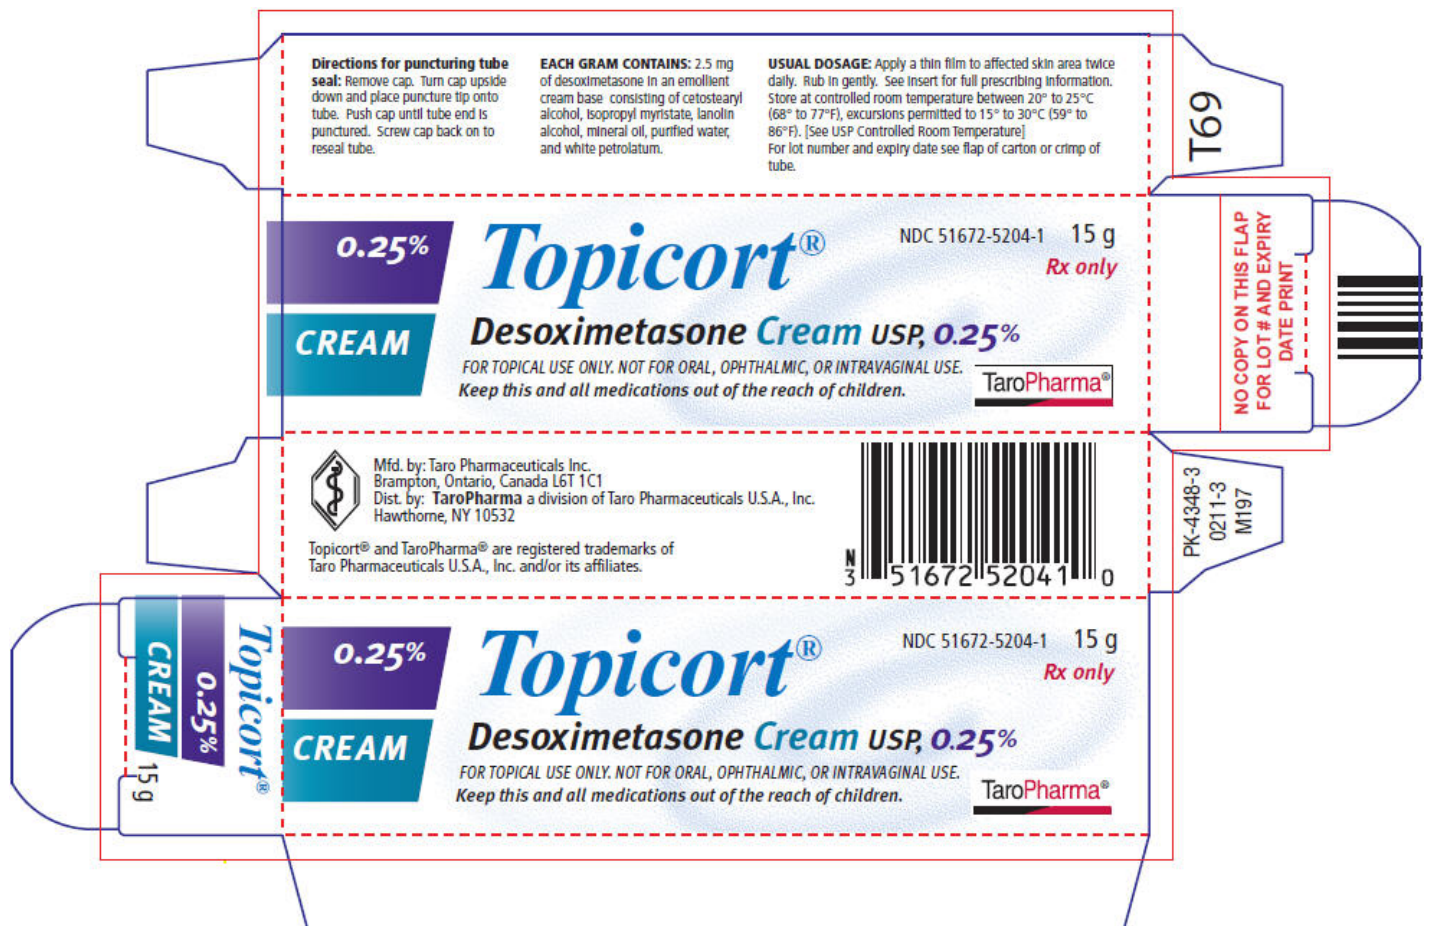 Directions for puncturing tube
seal: Remove cap. Turn cap upside
down and place puncture tip onto
tube. Push cap until tube end is
punctured. Screw cap back on to
reseal tube.
EACH GRAM CONTAINS: 2.5 mg
of desoximetasone in an emollient
cream base consisting of cetostearyl
alcohol, isopropyl myristate, lanolin
alcohol, mineral oil, purified water,
and white petrolatum.
USUAL DOSAGE: Apply a thin film to affected skin area twice
daily. Rub in gently. See insert for full prescribing information.
Store at controlled room temperature between 20° to 25°C
(68° to 77°F), excursions permitted to 15° to 30°C (59° to
86°F). [See USP Controlled Room Temperature]
For lot number and expiry date see flap of carton or crimp of
tube.
T69
0.25%
CREAM
Topicort®
NDC 51672-5204-1 15 g
Rx only
Desoximetasone Cream USP, 0.25%
FOR TOPICAL USE ONLY. NOT FOR ORAL, OPHTHALMIC, OR INTRAVAGINAL USE.
Keep this and all medications out of the reach of children.
TaroPharma®
NO COPY ON THIS FLAP
FOR LOT # AND EXPIRY
DATE PRINT
Mfd. by: Taro Pharmaceuticals Inc.
Brampton, Ontario, Canada L6T 1C1
Dist. by: TaroPharma a division of Taro Pharmaceuticals U.S.A., Inc.
Hawthorne, NY 10532
Topicort® and TaroPharma® are registered trademarks of
Taro Pharmaceuticals U.S.A., Inc. and/or its affiliates.
N
3 51672 52041 0
PK-4348-3
0211-3
M197
Topicort®
0.25%
CREAM
15 g
0.25%
CREAM
Topicort®
NDC 51672-5204-1 15 g
Rx only
Desoximetasone Cream USP, 0.25%
FOR TOPICAL USE ONLY. NOT FOR ORAL, OPHTHALMIC, OR INTRAVAGINAL USE.
Keep this and all medications out of the reach of children.
TaroPharma®